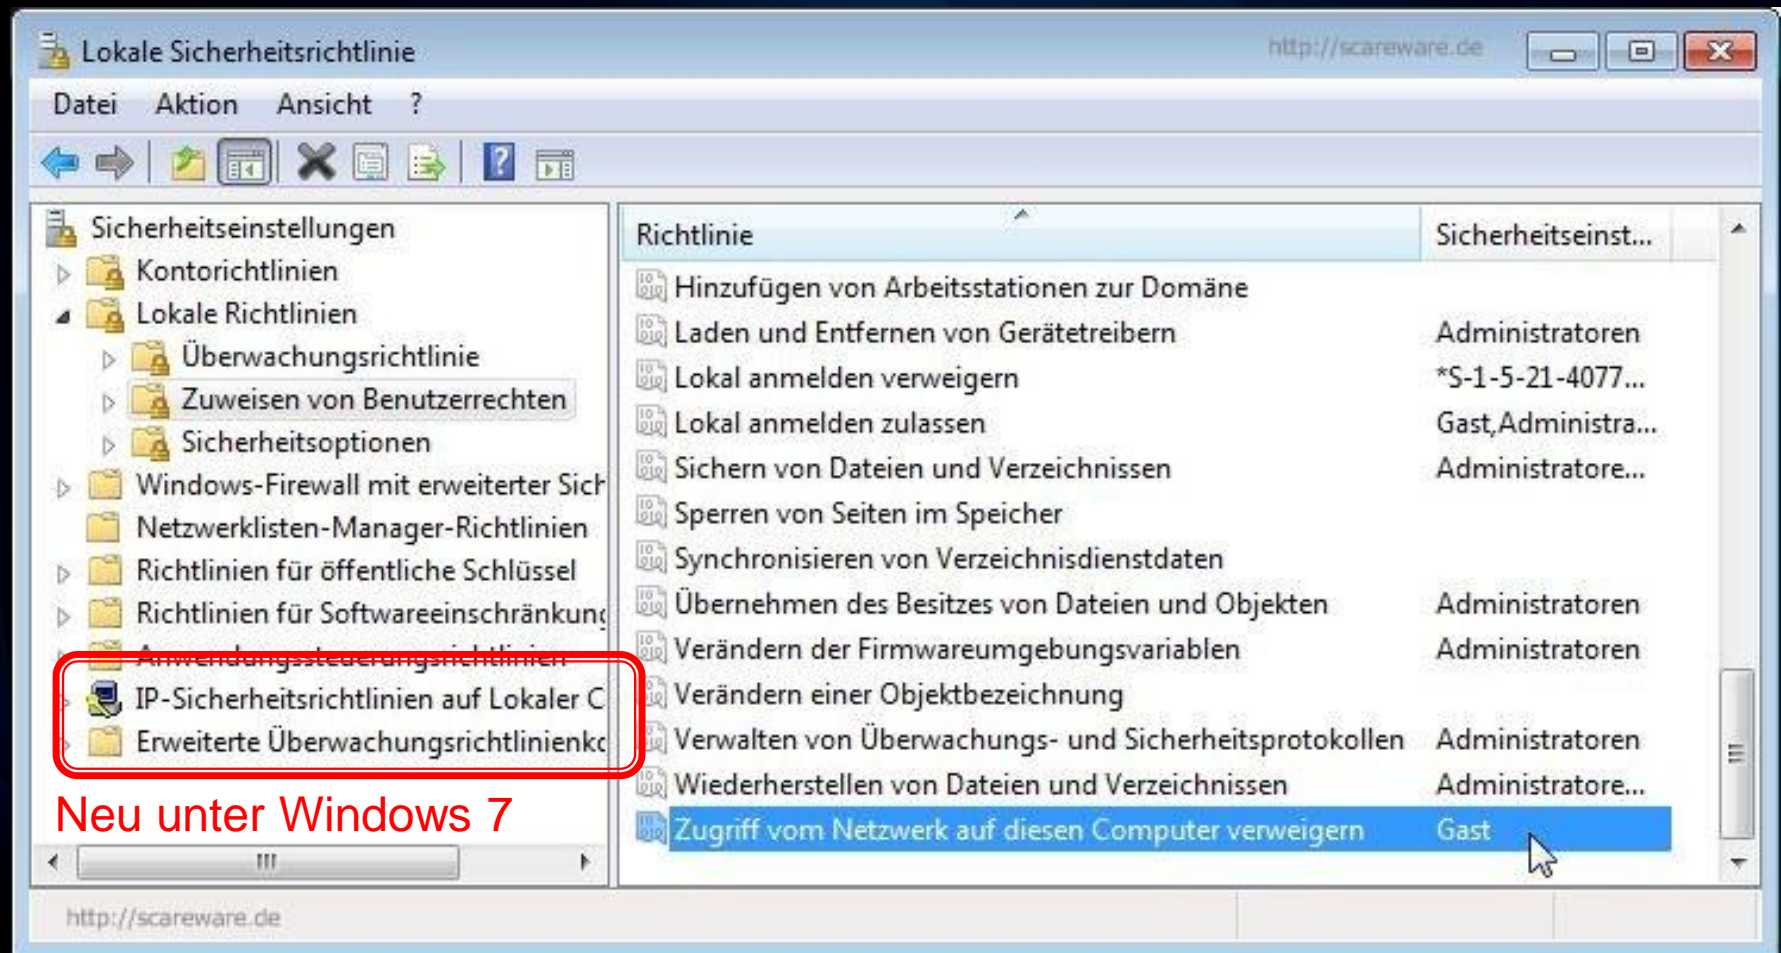 Lokale Sicherheitsrichtlinie
http://scareware.de
Datei Aktion Ansicht ?
Sicherheitseinstellungen
Kontorichtlinien
Lokale Richtlinien
Überwachungsrichtlinie
Zuweisen von Benutzerrechten
Sicherheitsoptionen
Windows-Firewall mit erweiterter Sich
Netzwerklisten-Manager-Richtlinien
Richtlinien für öffentliche Schlüssel
Richtlinien für Softwareeinschränkung
Anwendungssteuerungsrichtlinien
IP-Sicherheitsrichtlinien auf Lokaler C
Erweiterte Überwachungsrichtlinienko
Neu unter Windows 7
Richtlinie Sicherheitseinst...
Hinzufügen von Arbeitsstationen zur Domäne
Laden und Entfernen von Gerätetreibern Administratoren
Lokal anmelden verweigern *S-1-5-21-4077...
Lokal anmelden zulassen Gast,Administra...
Sichern von Dateien und Verzeichnissen Administratore...
Sperren von Seiten im Speicher
Synchronisieren von Verzeichnisdienstdaten
Übernehmen des Besitzes von Dateien und Objekten Administratoren
Verändern der Firmwareumgebungsvariablen Administratoren
Verändern einer Objektbezeichnung
Verwalten von Überwachungs- und Sicherheitsprotokollen Administratoren
Wiederherstellen von Dateien und Verzeichnissen Administratore...
Zugriff vom Netzwerk auf diesen Computer verweigern Gast
http://scareware.de